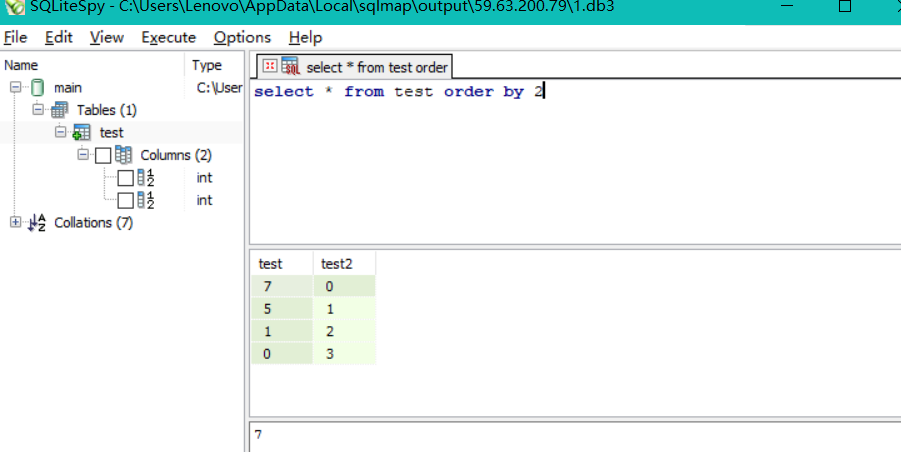 SQLiteSpy - C:\Users\Lenovo\AppData\Local\sqlmap\output\59.63.200.79\1.db3
File Edit View Execute Options Help
Name Type
main C:\User
Tables (1)
test
Columns (2)
int
int
Collations (7)
select * from test order
select * from test order by 2
test test2
7 0
5 1
1 2
0 3
7